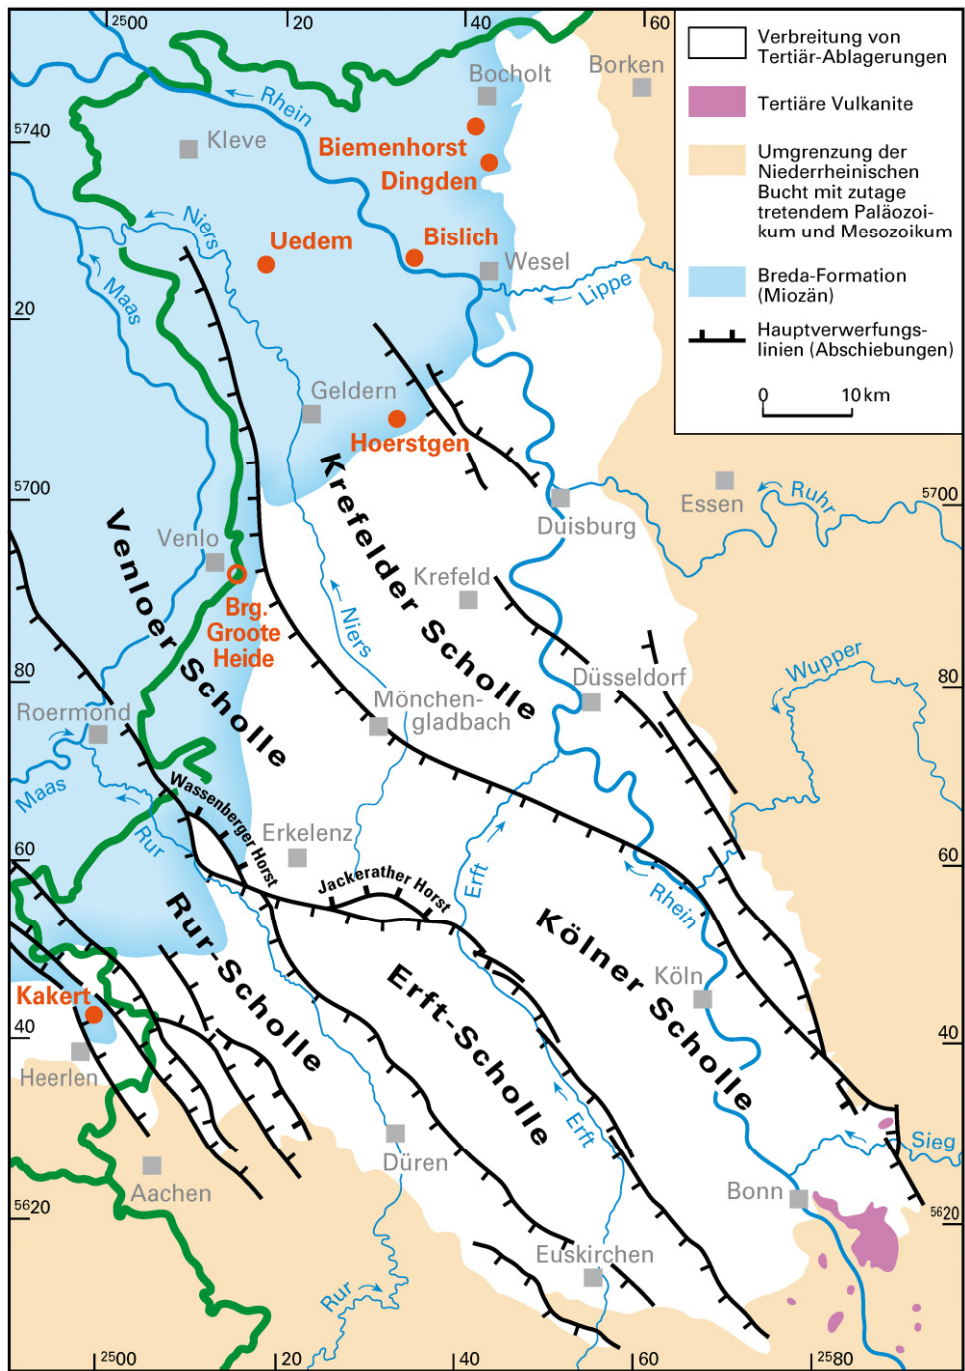 2500
20
40
60
Verbreitung von
Tertiär-Ablagerungen
Tertiäre Vulkanite
Umgrenzung der
Niederrheinischen
Bucht mit zutage
tretendem Paläozoi-
kum und Mesozoikum
Breda-Formation
(Miozän)
Hauptverwerfungs-
linien (Abschiebungen)
0
10 km
Bocholt
Borken
Rhein
5740
Kleve
Biemenhorst
Dingden
Niers
Uedem
Bislich
Wesel
Maas
Lippe
20
Geldern
Hoerstgen
Krefelder Scholle
5700
Essen
Ruhr
5700
Duisburg
Venloer Scholle
Venlo
Krefeld
Brg.
Groote
Heide
Niers
Wupper
80
Düsseldorf
80
Roermond
Mönchen-
gladbach
Maas
Wassenberger Horst
Rur
Erkelenz
60
Jackerather Horst
Erft
60
Rhein
Rur-Scholle
Kölner Scholle
Erft-Scholle
Köln
Kakert
40
40
Heerlen
Erft
Sieg
Düren
Aachen
Bonn
5620
5620
Euskirchen
Rur
2500
20
40
60
2580